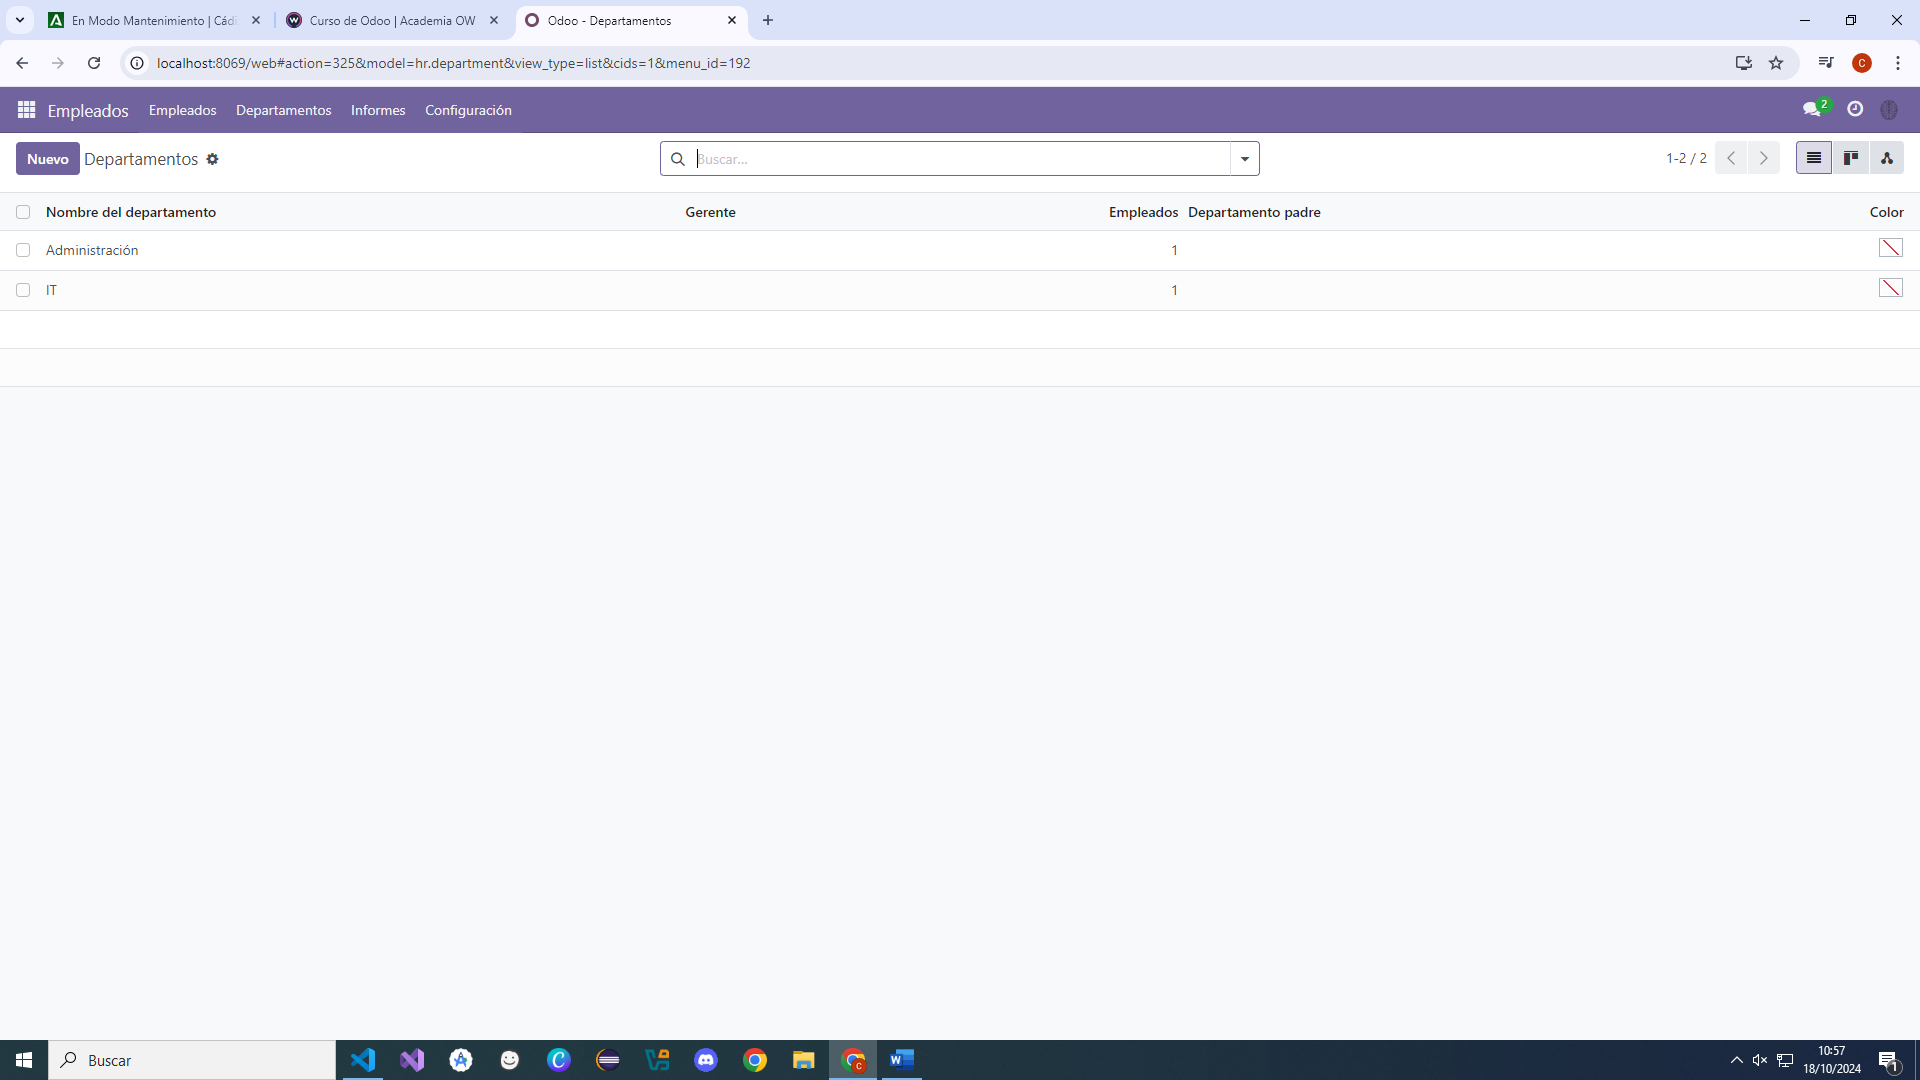 En Modo Mantenimiento | Cádi
Curso de Odoo | Academia OW
Odoo - Departamentos
localhost:8069/web#action=325&model=hr.department&view_type=list&cids=1&menu_id=192
C
Empleados Empleados Departamentos Informes Configuración
2
Nuevo Departamentos
Buscar...
1-2 / 2
Nombre del departamento Gerente Empleados Departamento padre Color
Administración 1
IT 1
Buscar
10:57
18/10/2024
1